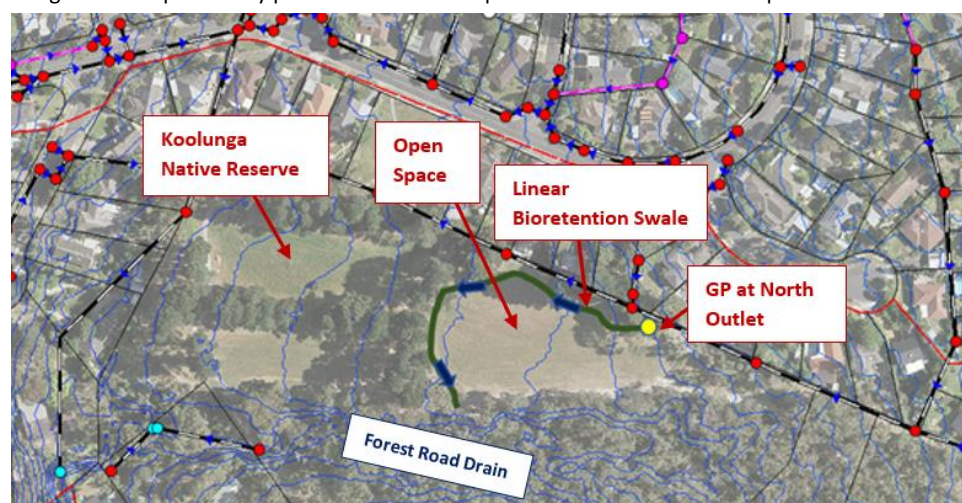 Koolunga
Native Reserve
Open
Space
Linear
Bioretention Swale
GP at North
Outlet
Forest Road Drain